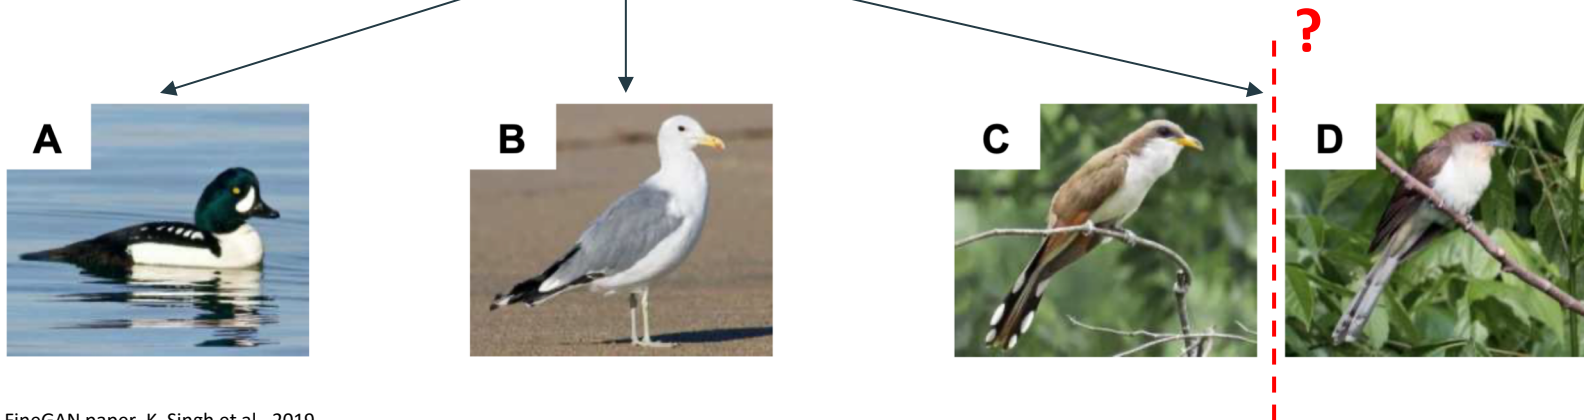 ?
A
B
C
D
FineGAN paper, K. Singh et al., 2019